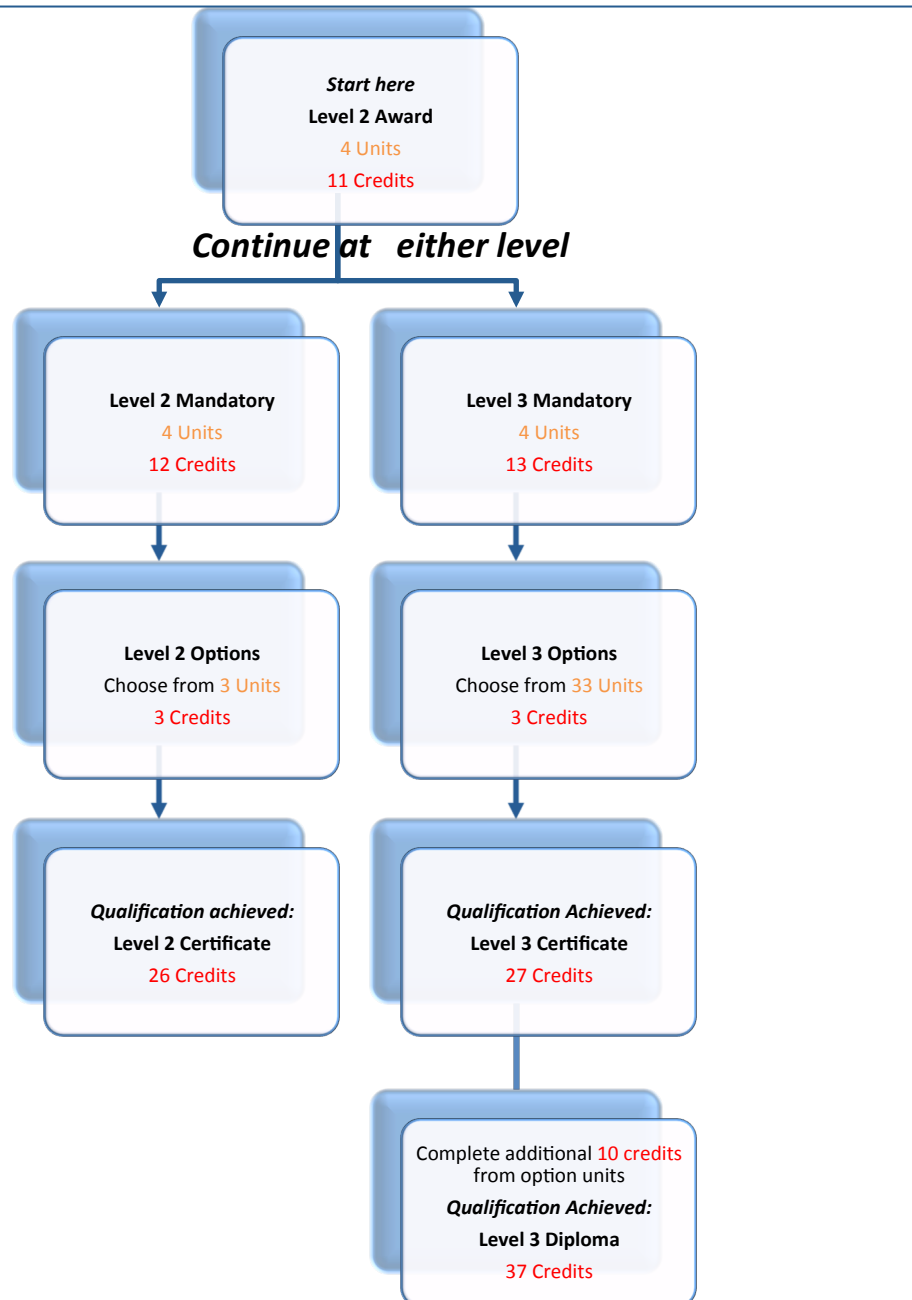 Start here
Level 2 Award
4 Units
11 Credits
Continue at either level
Level 2 Mandatory
4 Units
12 Credits
Level 3 Mandatory
4 Units
13 Credits
Level 2 Options
Choose from 3 Units
3 Credits
Level 3 Options
Choose from 33 Units
3 Credits
Qualification achieved:
Level 2 Certificate
26 Credits
Qualification Achieved:
Level 3 Certificate
27 Credits
Complete additional 10 credits
from option units
Qualification Achieved:
Level 3 Diploma
37 Credits